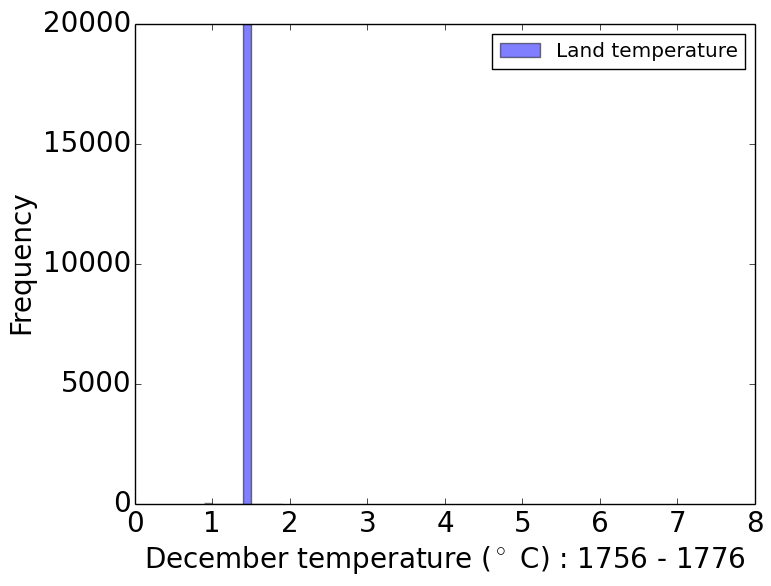 20000
Land temperature
15000
Frequency
10000
5000
0
0 1 2 3 4 5 6 7 8
December temperature (° C) : 1756 - 1776